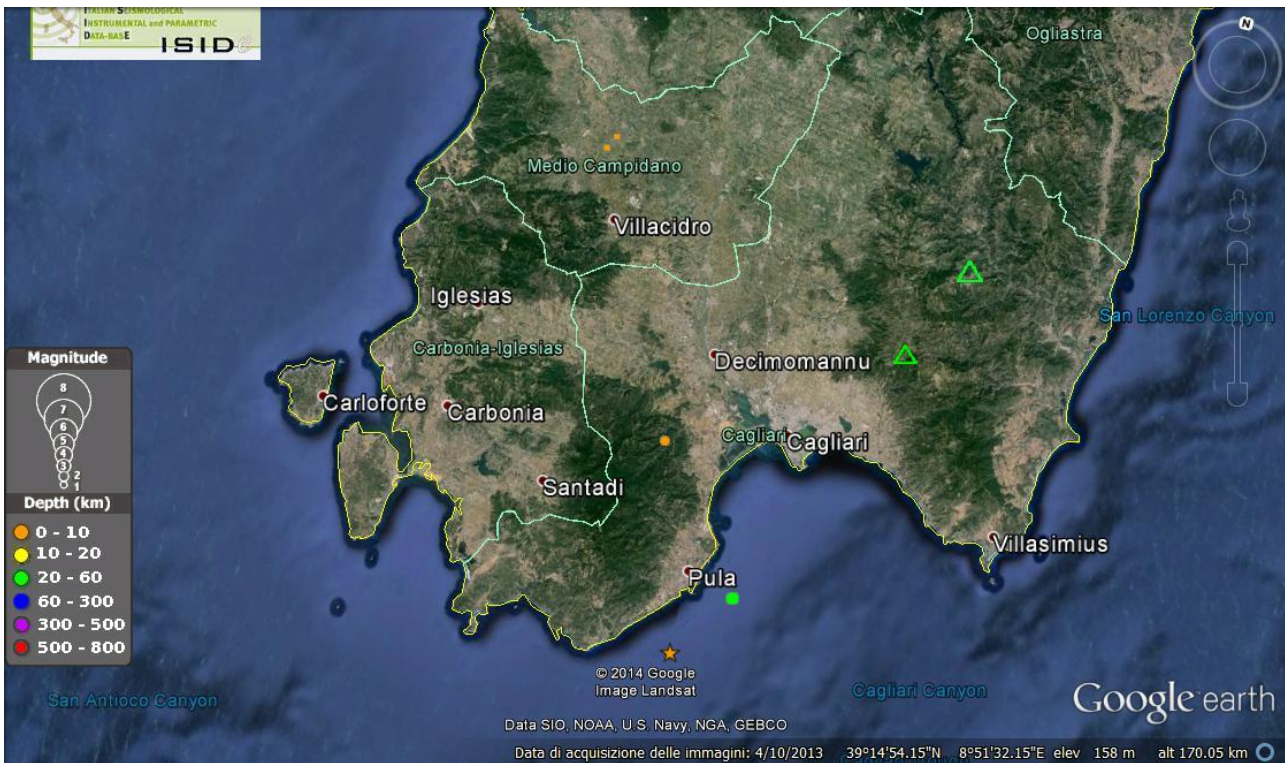 ITALIAN SEISMOLOGICAL
INSTRUMENTAL and PARAMETRIC
DATA-BASE
ISIDe
N
Ogliastra
Medio Campidano
Villacidro
Iglesias
San Lorenzo Canyon
Carbonia-Iglesias
Decimomannu
Magnitude
8
7
6
5
4
3
2
1
Carloforte
Carbonia
Cagliari
Cagliari
Santadi
Depth (km)
0 - 10
10 - 20
20 - 60
60 - 300
300 - 500
500 - 800
Villasimius
Pula
© 2014 Google
Image Landsat
San Antioco Canyon
Cagliari Canyon
Google earth
Data SIO, NOAA, U.S. Navy, NGA, GEBCO
Data di acquisizione delle immagini: 4/10/2013 39°14'54.15"N 8°51'32.15"E elev 158 m alt 170.05 km